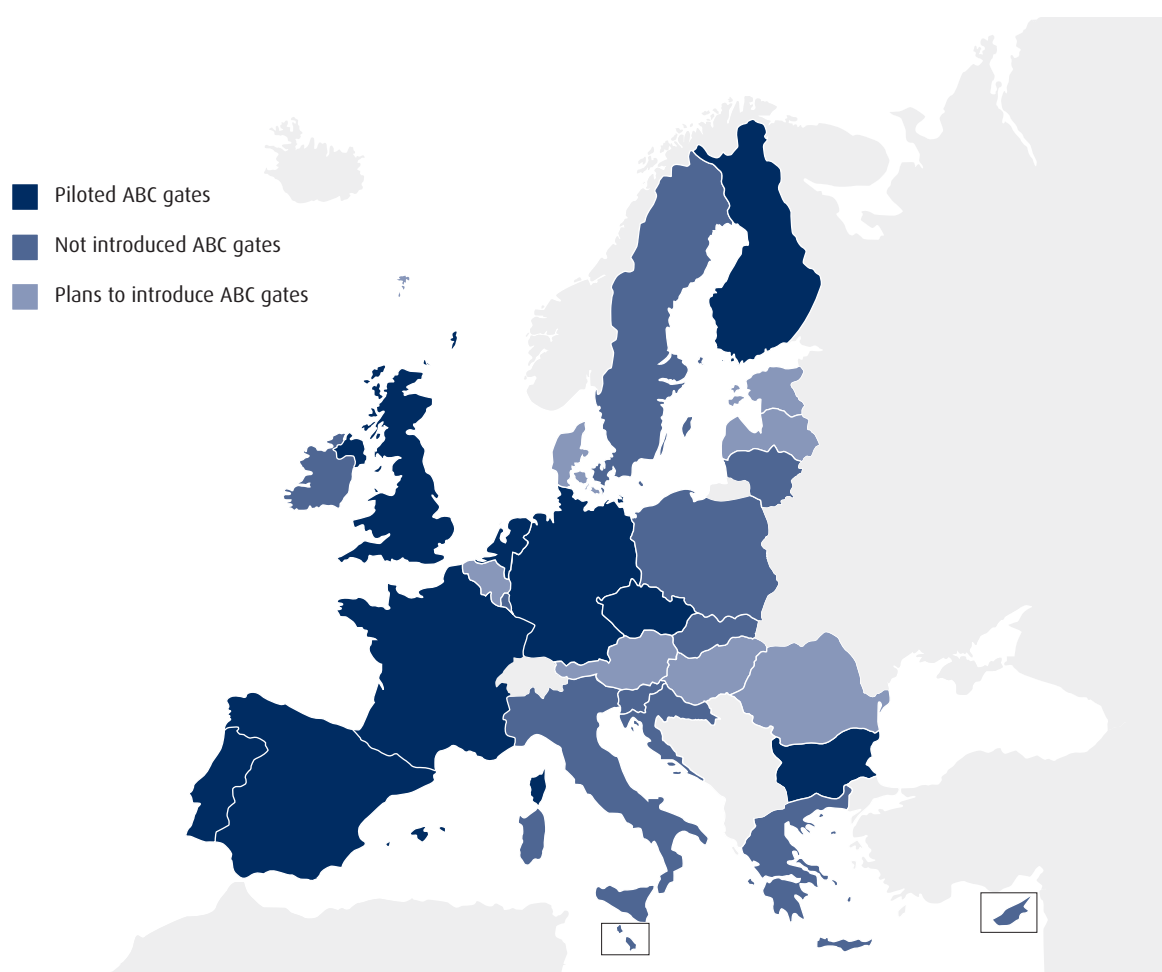 Piloted ABC gates
Not introduced ABC gates
Plans to introduce ABC gates